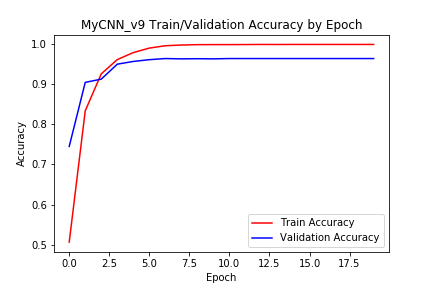 MyCNN_v9 Train/Validation Accuracy by Epoch
1.0
0.9
0.8
0.7
0.6
0.5
Accuracy
0.0 2.5 5.0 7.5 10.0 12.5 15.0 17.5
Epoch
Train Accuracy
Validation Accuracy